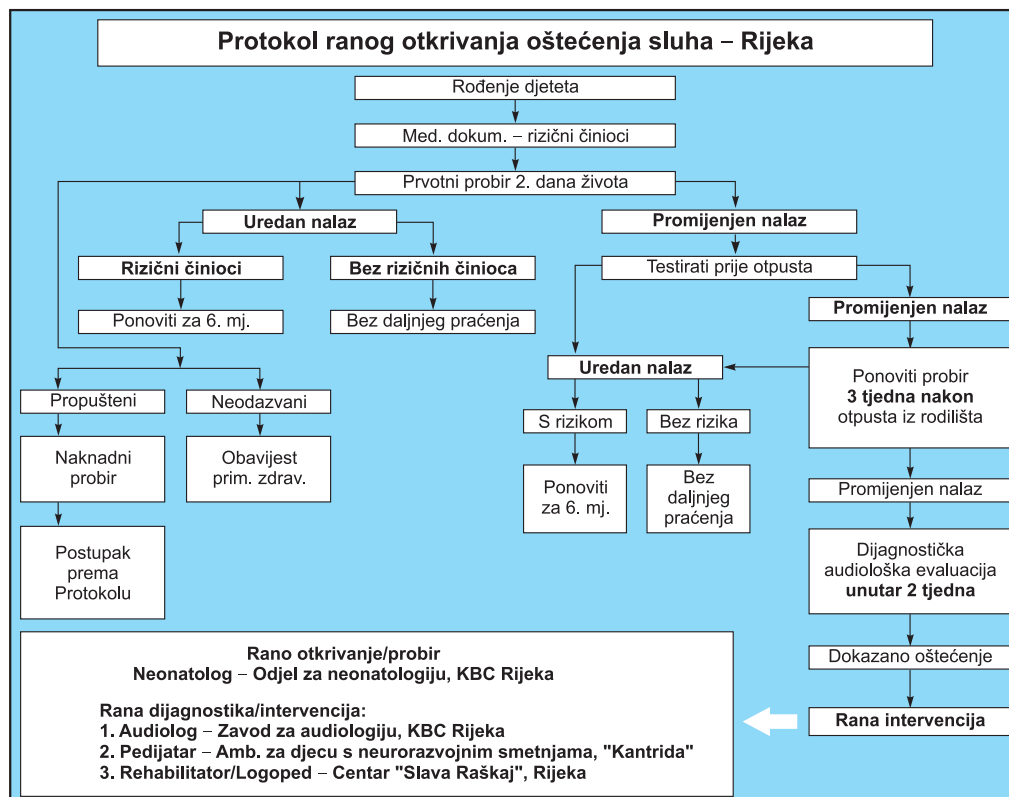 Protokol ranog otkrivanja oštećenja sluha – Rijeka
Rođenje djeteta
Med. dokum. – rizični činioci
Prvotni probir 2. dana života
Uredan nalaz
Promijenjen nalaz
Rizični činioci
Bez rizičnih činioca
Testirati prije otpusta
Ponoviti za 6. mj.
Bez daljnjeg praćenja
Promijenjen nalaz
Uredan nalaz
Ponoviti probir
3 tjedna nakon
otpusta iz rodilišta
Propušteni
Neodazvani
S rizikom
Bez rizika
Naknadni
probir
Obavijest
prim. zdrav.
Ponoviti
za 6. mj.
Bez
daljnjeg
praćenja
Promijenjen nalaz
Postupak
prema
Protokolu
Dijagnostička
audiološka evaluacija
unutar 2 tjedna
Dokazano oštećenje
Rana intervencija
Rano otkrivanje/probir
Neonatolog – Odjel za neonatologiju, KBC Rijeka
Rana dijagnostika/intervencija:
1. Audiolog – Zavod za audiologiju, KBC Rijeka
2. Pedijatar – Amb. za djecu s neurorazvojnim smetnjama, "Kantrida"
3. Rehabilitator/Logoped – Centar "Slava Raškaj", Rijeka